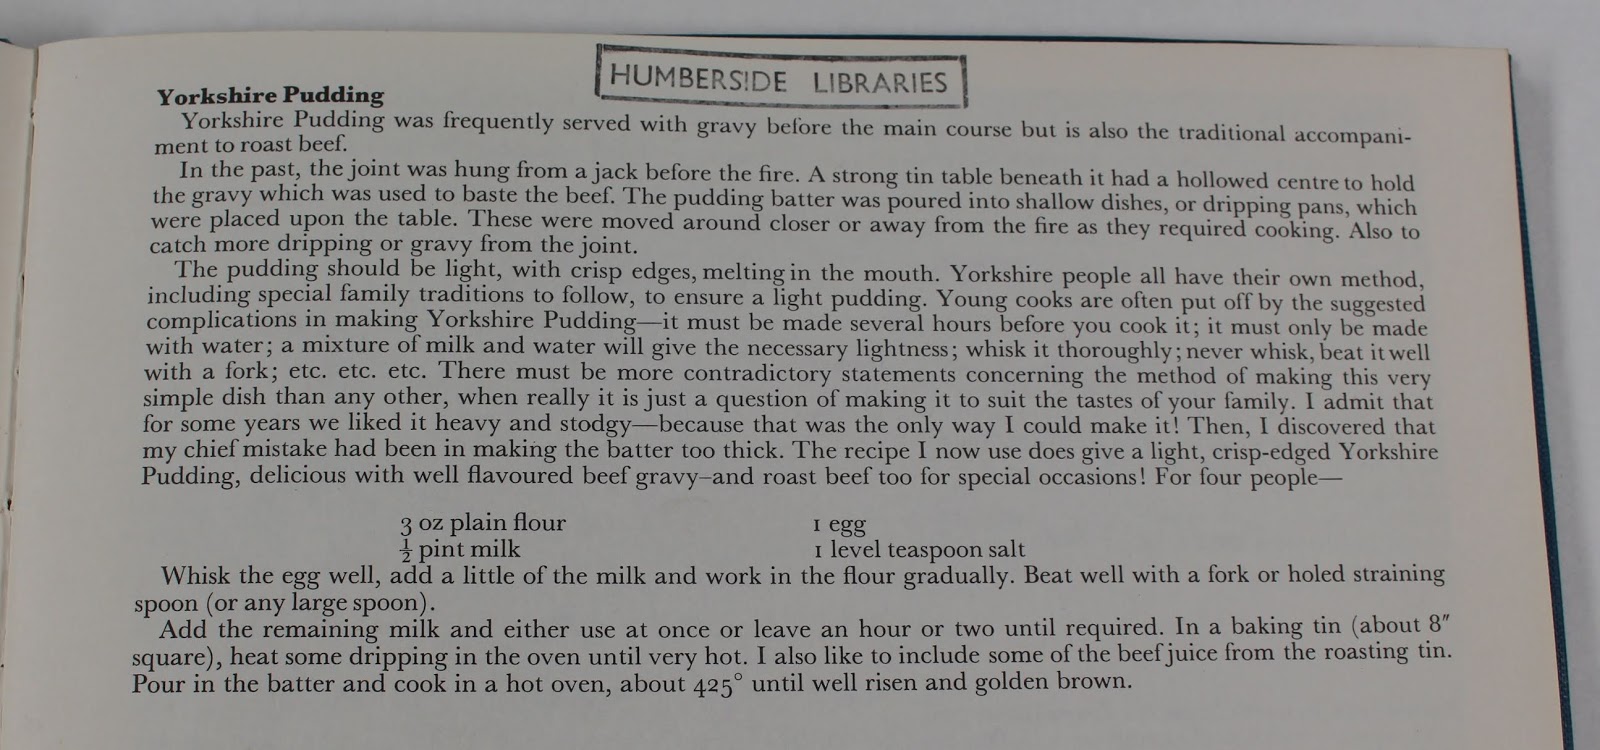 HUMBERSIDE LIBRARIES
Yorkshire Pudding
Yorkshire Pudding was frequently served with gravy before the main course but is also the traditional accompani-
ment to roast beef.
In the past, the joint was hung from a jack before the fire. A strong tin table beneath it had a hollowed centre to hold
the gravy which was used to baste the beef. The pudding batter was poured into shallow dishes, or dripping pans, which
were placed upon the table. These were moved around closer or away from the fire as they required cooking. Also to
catch more dripping or gravy from the joint.
The pudding should be light, with crisp edges, melting in the mouth. Yorkshire people all have their own method,
including special family traditions to follow, to ensure a light pudding. Young cooks are often put off by the suggested
complications in making Yorkshire Pudding—it must be made several hours before you cook it; it must only be made
with water; a mixture of milk and water will give the necessary lightness; whisk it thoroughly; never whisk, beat it well
with a fork; etc. etc. etc. There must be more contradictory statements concerning the method of making this very
simple dish than any other, when really it is just a question of making it to suit the tastes of your family. I admit that
for some years we liked it heavy and stodgy—because that was the only way I could make it! Then, I discovered that
my chief mistake had been in making the batter too thick. The recipe I now use does give a light, crisp-edged Yorkshire
Pudding, delicious with well flavoured beef gravy–and roast beef too for special occasions! For four people—
3 oz plain flour 1 egg
½ pint milk 1 level teaspoon salt
Whisk the egg well, add a little of the milk and work in the flour gradually. Beat well with a fork or holed straining
spoon (or any large spoon).
Add the remaining milk and either use at once or leave an hour or two until required. In a baking tin (about 8″
square), heat some dripping in the oven until very hot. I also like to include some of the beef juice from the roasting tin.
Pour in the batter and cook in a hot oven, about 425° until well risen and golden brown.